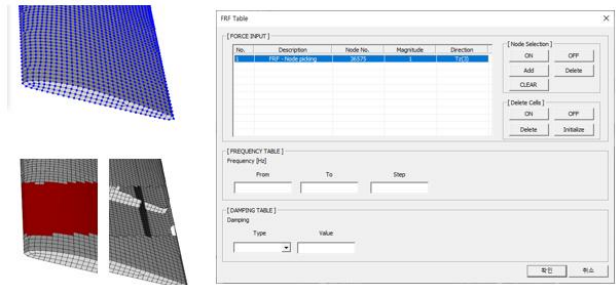 FRF Table
[ FORCE INPUT ]
No. Description Node No. Magnitude Direction
1 FRF - Node picking 36575 1 Tz(3)
[ Node Selection ]
ON OFF
Add Delete
CLEAR
[ Delete Cells ]
ON OFF
Delete Initialize
[ FREQUENCY TABLE ]
Frequency [Hz]
From To Step
[ DAMPING TABLE ]
Damping
Type Value
확인 취소